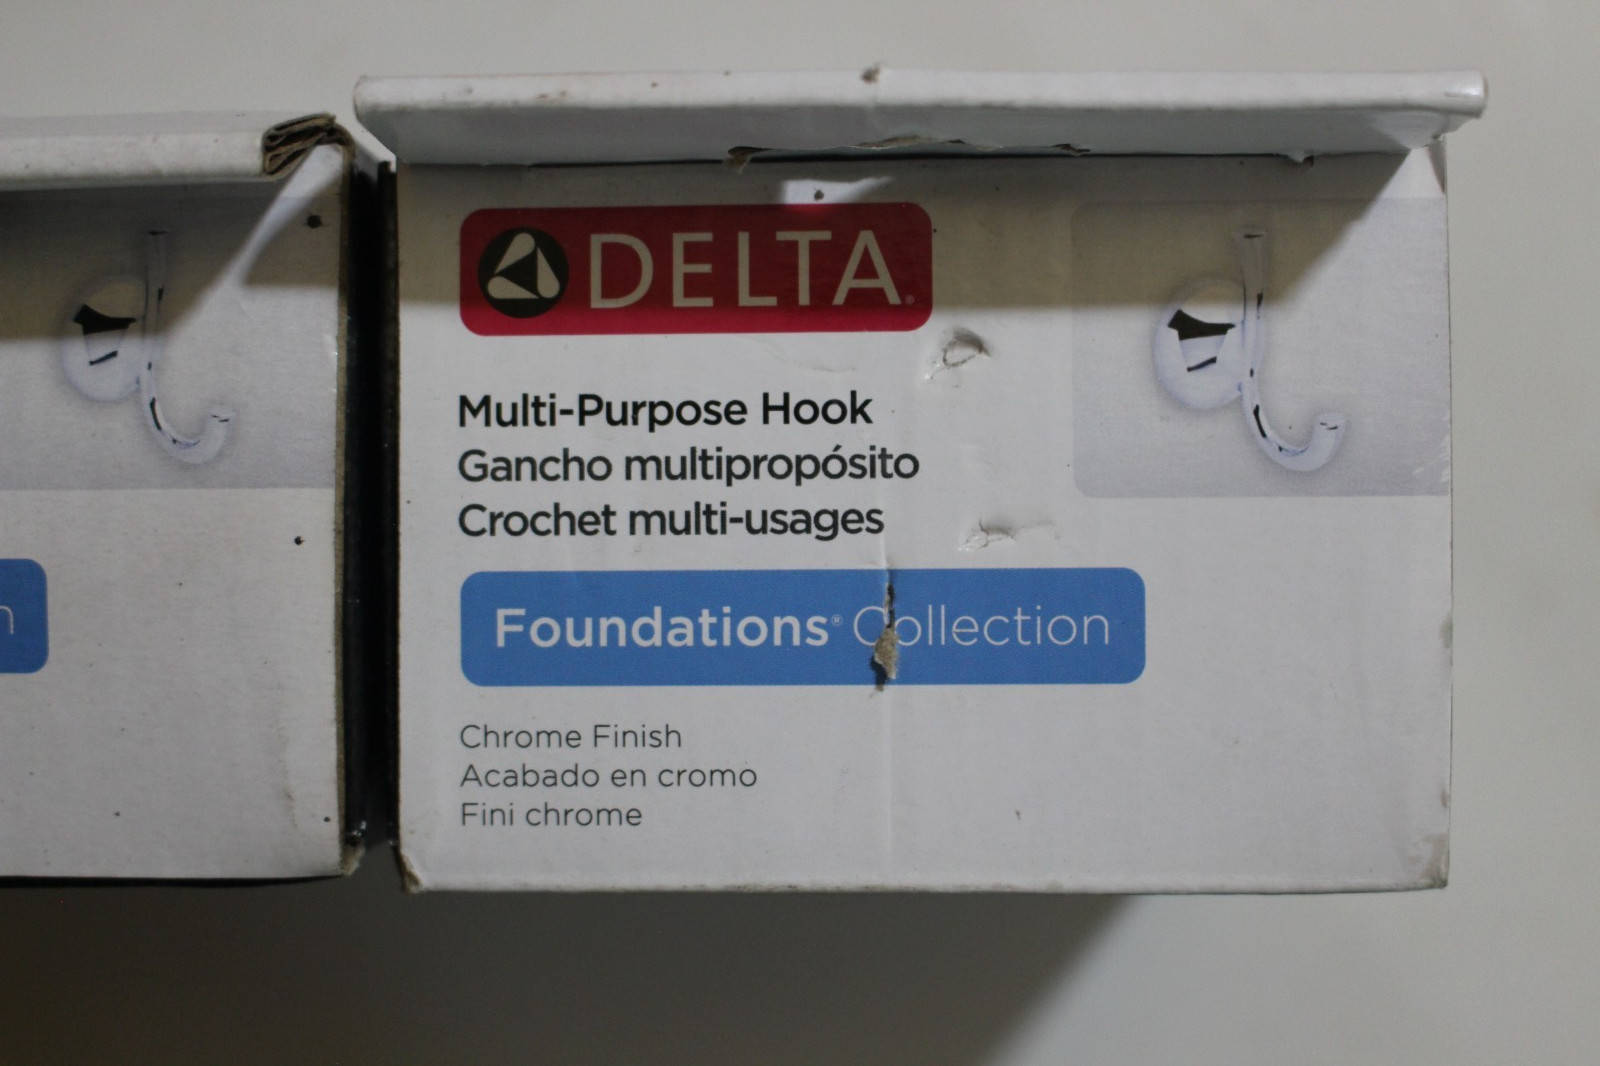 DELTA®
Multi-Purpose Hook
Gancho multipropósito
Crochet multi-usages
Foundations® Collection
Chrome Finish
Acabado en cromo
Fini chrome
n